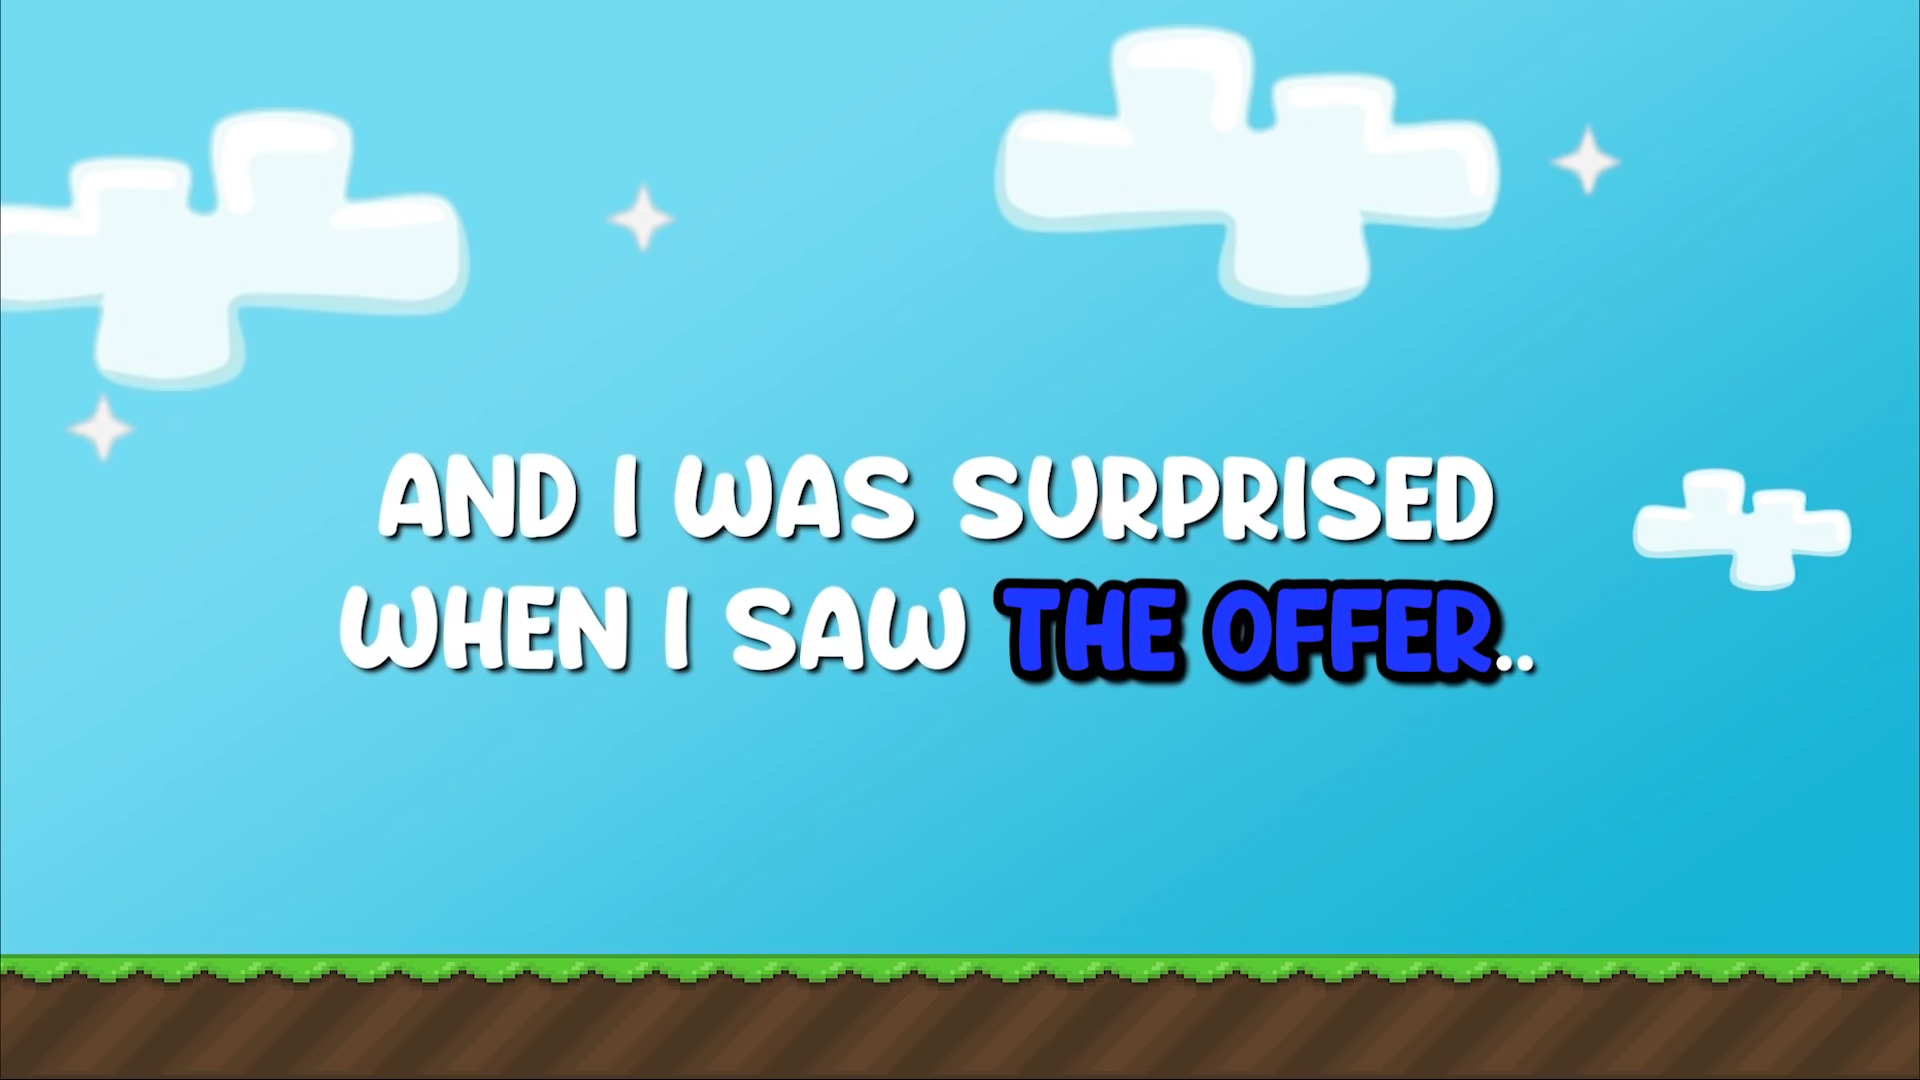 AND I WAS SURPRISED
WHEN I SAW THE OFFER..